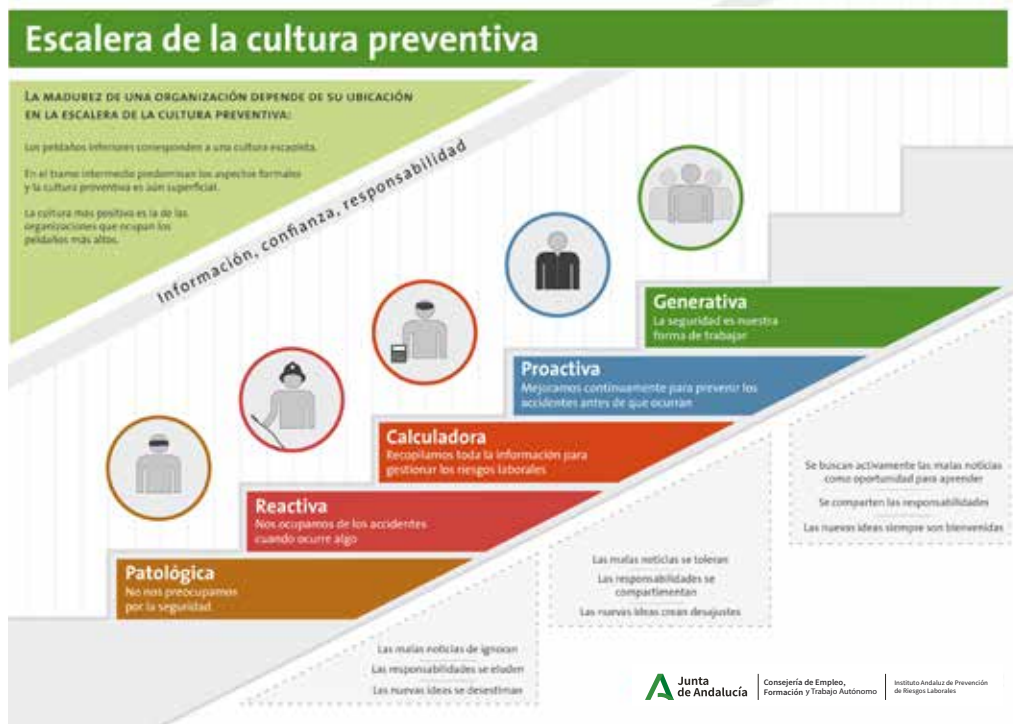 Escalera de la cultura preventiva
LA MADUREZ DE UNA ORGANIZACIÓN DEPENDE DE SU UBICACIÓN
EN LA ESCALERA DE LA CULTURA PREVENTIVA:
Los peldaños inferiores corresponden a una cultura escapista.
En el tramo intermedio predominan los aspectos formales
y la cultura preventiva es aún superficial.
La cultura más positiva es la de las
organizaciones que ocupan los
peldaños más altos.
Información, confianza, responsabilidad
Generativa
La seguridad es nuestra
forma de trabajar
Proactiva
Mejoramos continuamente para prevenir los
accidentes antes de que ocurran
Calculadora
Recopilamos toda la información para
gestionar los riesgos laborales
Reactiva
Nos ocupamos de los accidentes
cuando ocurre algo
Patológica
No nos preocupamos
por la seguridad
Se buscan activamente las malas noticias
como oportunidad para aprender
Se comparten las responsabilidades
Las nuevas ideas siempre son bienvenidas
Las malas noticias se toleran
Las responsabilidades se
compartimentan
Las nuevas ideas crean desajustes
Las malas noticias de ignoran
Las responsabilidades se eluden
Las nuevas ideas se desestiman
Junta
de Andalucía
Consejería de Empleo,
Formación y Trabajo Autónomo
Instituto Andaluz de Prevención
de Riesgos Laborales